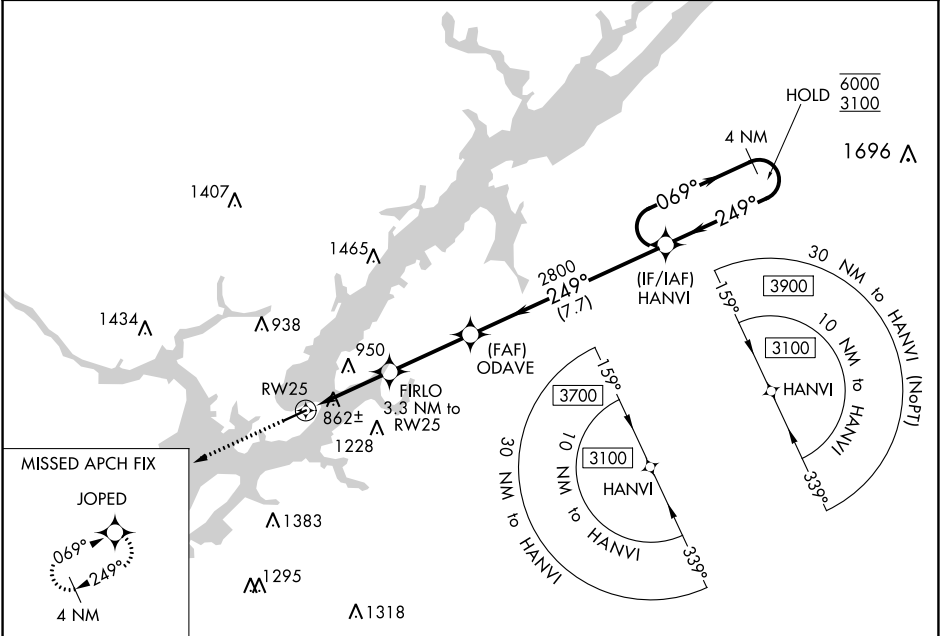 HOLD
6000
3100
4 NM
1696
069°
249°
1407
1465
2800
249°
(7.7)
(IF/IAF)
HANVI
1434
938
950
(FAF)
ODAVE
RW25
FIRLO
3.3 NM to
RW25
862±
1228
30 NM to HANVI (NoPT)
159°
3900
10 NM to HANVI
3100
HANVI
339°
159°
3700
30 NM to HANVI
10 NM to HANVI
3100
HANVI
339°
MISSED APCH FIX
JOPED
069°
249°
4 NM
1383
1295
1318